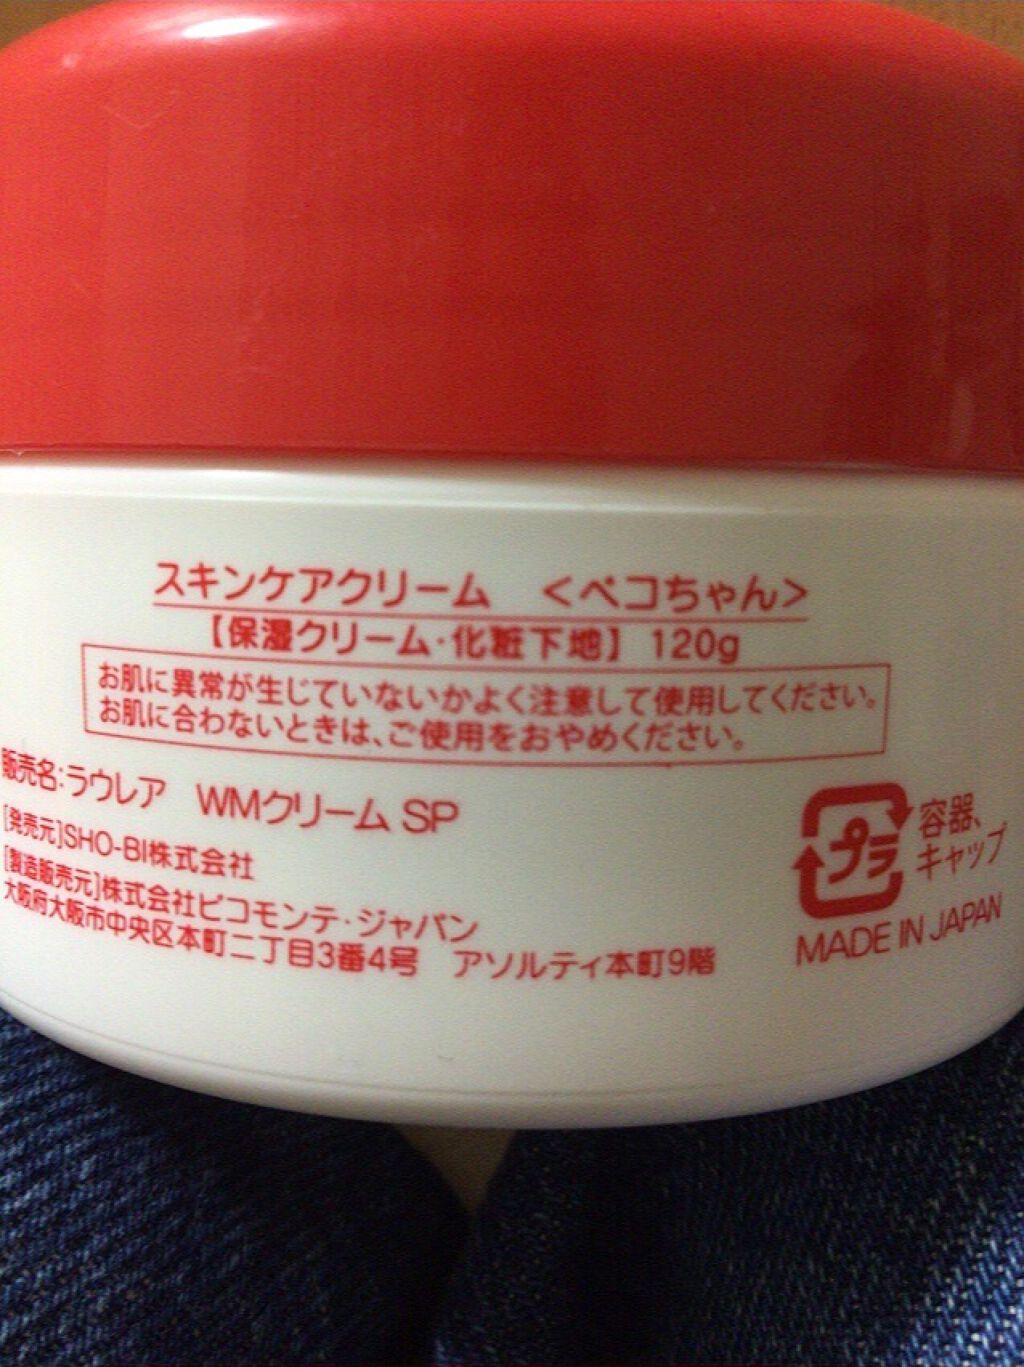 スキンケアクリーム <ペコちゃん>
【保湿クリーム・化粧下地】 120g
お肌に異常が生じていないかよく注意して使用してください。
お肌に合わないときは、ご使用をおやめください。
販売名:ラウレア WMクリーム SP
[発売元]SHO-BI株式会社
[製造販売元]株式会社ピコモンテ・ジャパン
大阪府大阪市中央区本町二丁目3番4号 アソルティ本町9階
プラ
容器、
キャップ
MADE IN JAPAN